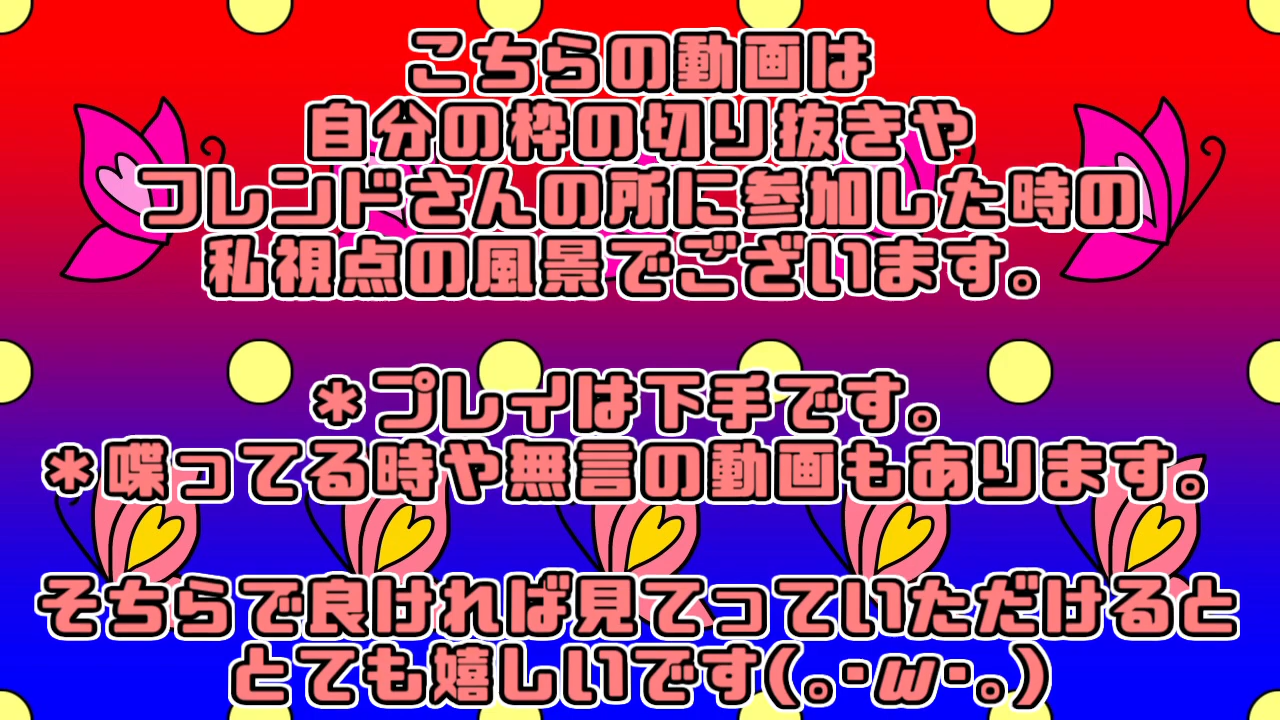 こちらの動画は
自分の枠の切り抜きや
フレンドさんの所に参加した時の
私視点の風景でございます。
＊プレイは下手です。
＊喋ってる時や無言の動画もあります。
そちらで良ければ見てっていただけると
とても嬉しいです(｡･ω･｡)